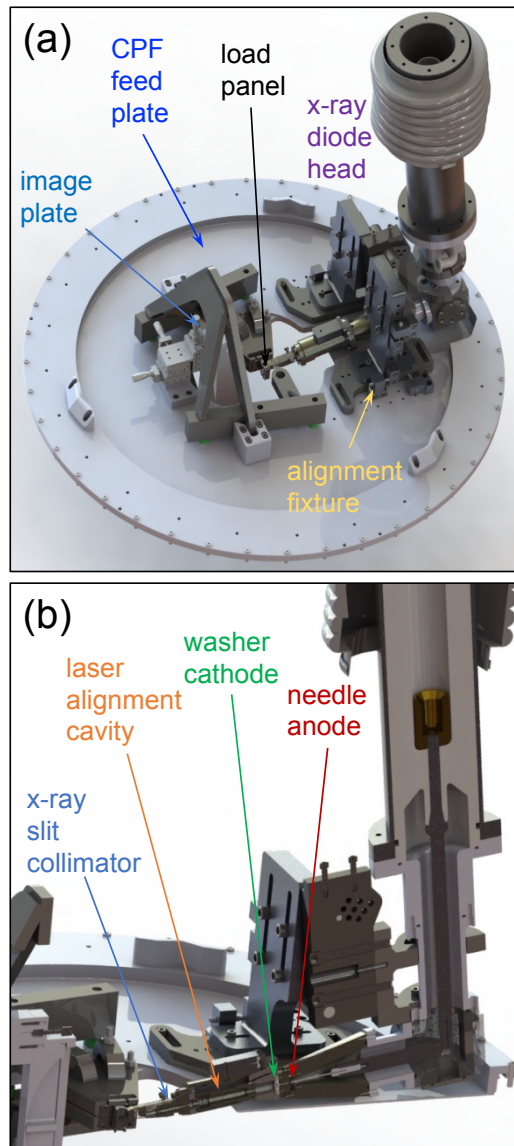 (a)
CPF
feed
plate
load
panel
x-ray
diode
head
image
plate
alignment
fixture
(b)
washer
cathode
laser
alignment
cavity
needle
anode
x-ray
slit
collimator